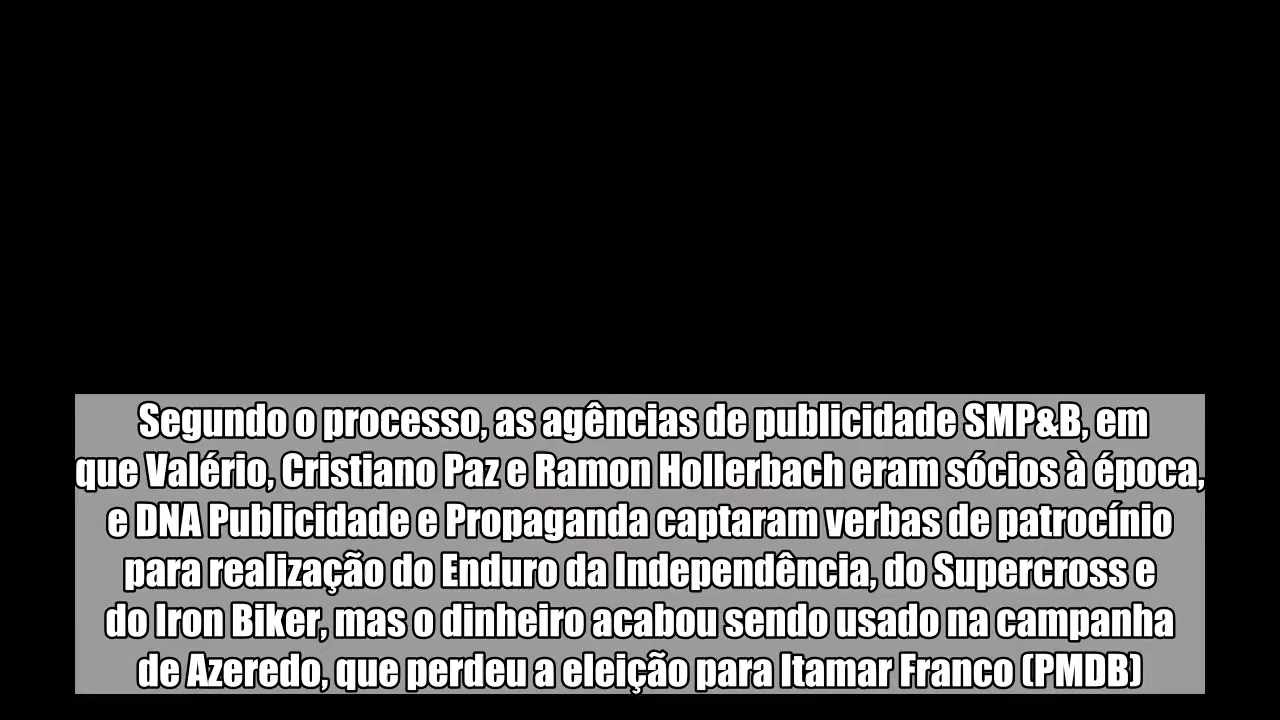 Segundo o processo, as agências de publicidade SMP&B, em
que Valério, Cristiano Paz e Ramon Hollerbach eram sócios à época,
e DNA Publicidade e Propaganda captaram verbas de patrocínio
para realização do Enduro da Independência, do Supercross e
do Iron Biker, mas o dinheiro acabou sendo usado na campanha
de Azeredo, que perdeu a eleição para Itamar Franco (PMDB)